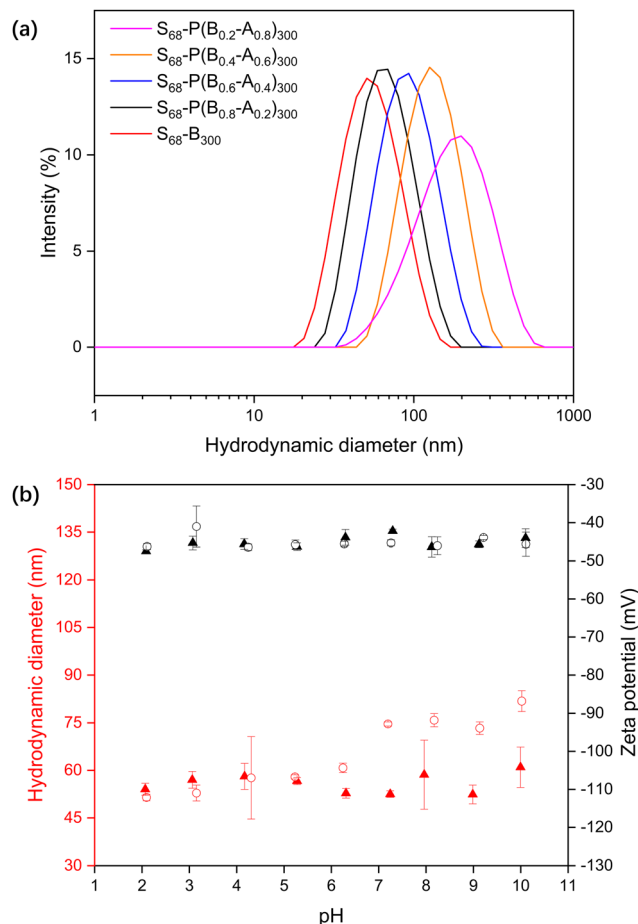 (a)
S68-P(B0.2-A0.8)300
S68-P(B0.4-A0.6)300
S68-P(B0.6-A0.4)300
S68-P(B0.8-A0.2)300
S68-B300
15
10
5
0
Intensity (%)
1 10 100 1000
Hydrodynamic diameter (nm)
(b)
150
135
120
105
90
75
60
45
30
Hydrodynamic diameter (nm)
-30
-40
-50
-60
-70
-80
-90
-100
-110
-120
-130
Zeta potential (mV)
1 2 3 4 5 6 7 8 9 10 11
pH